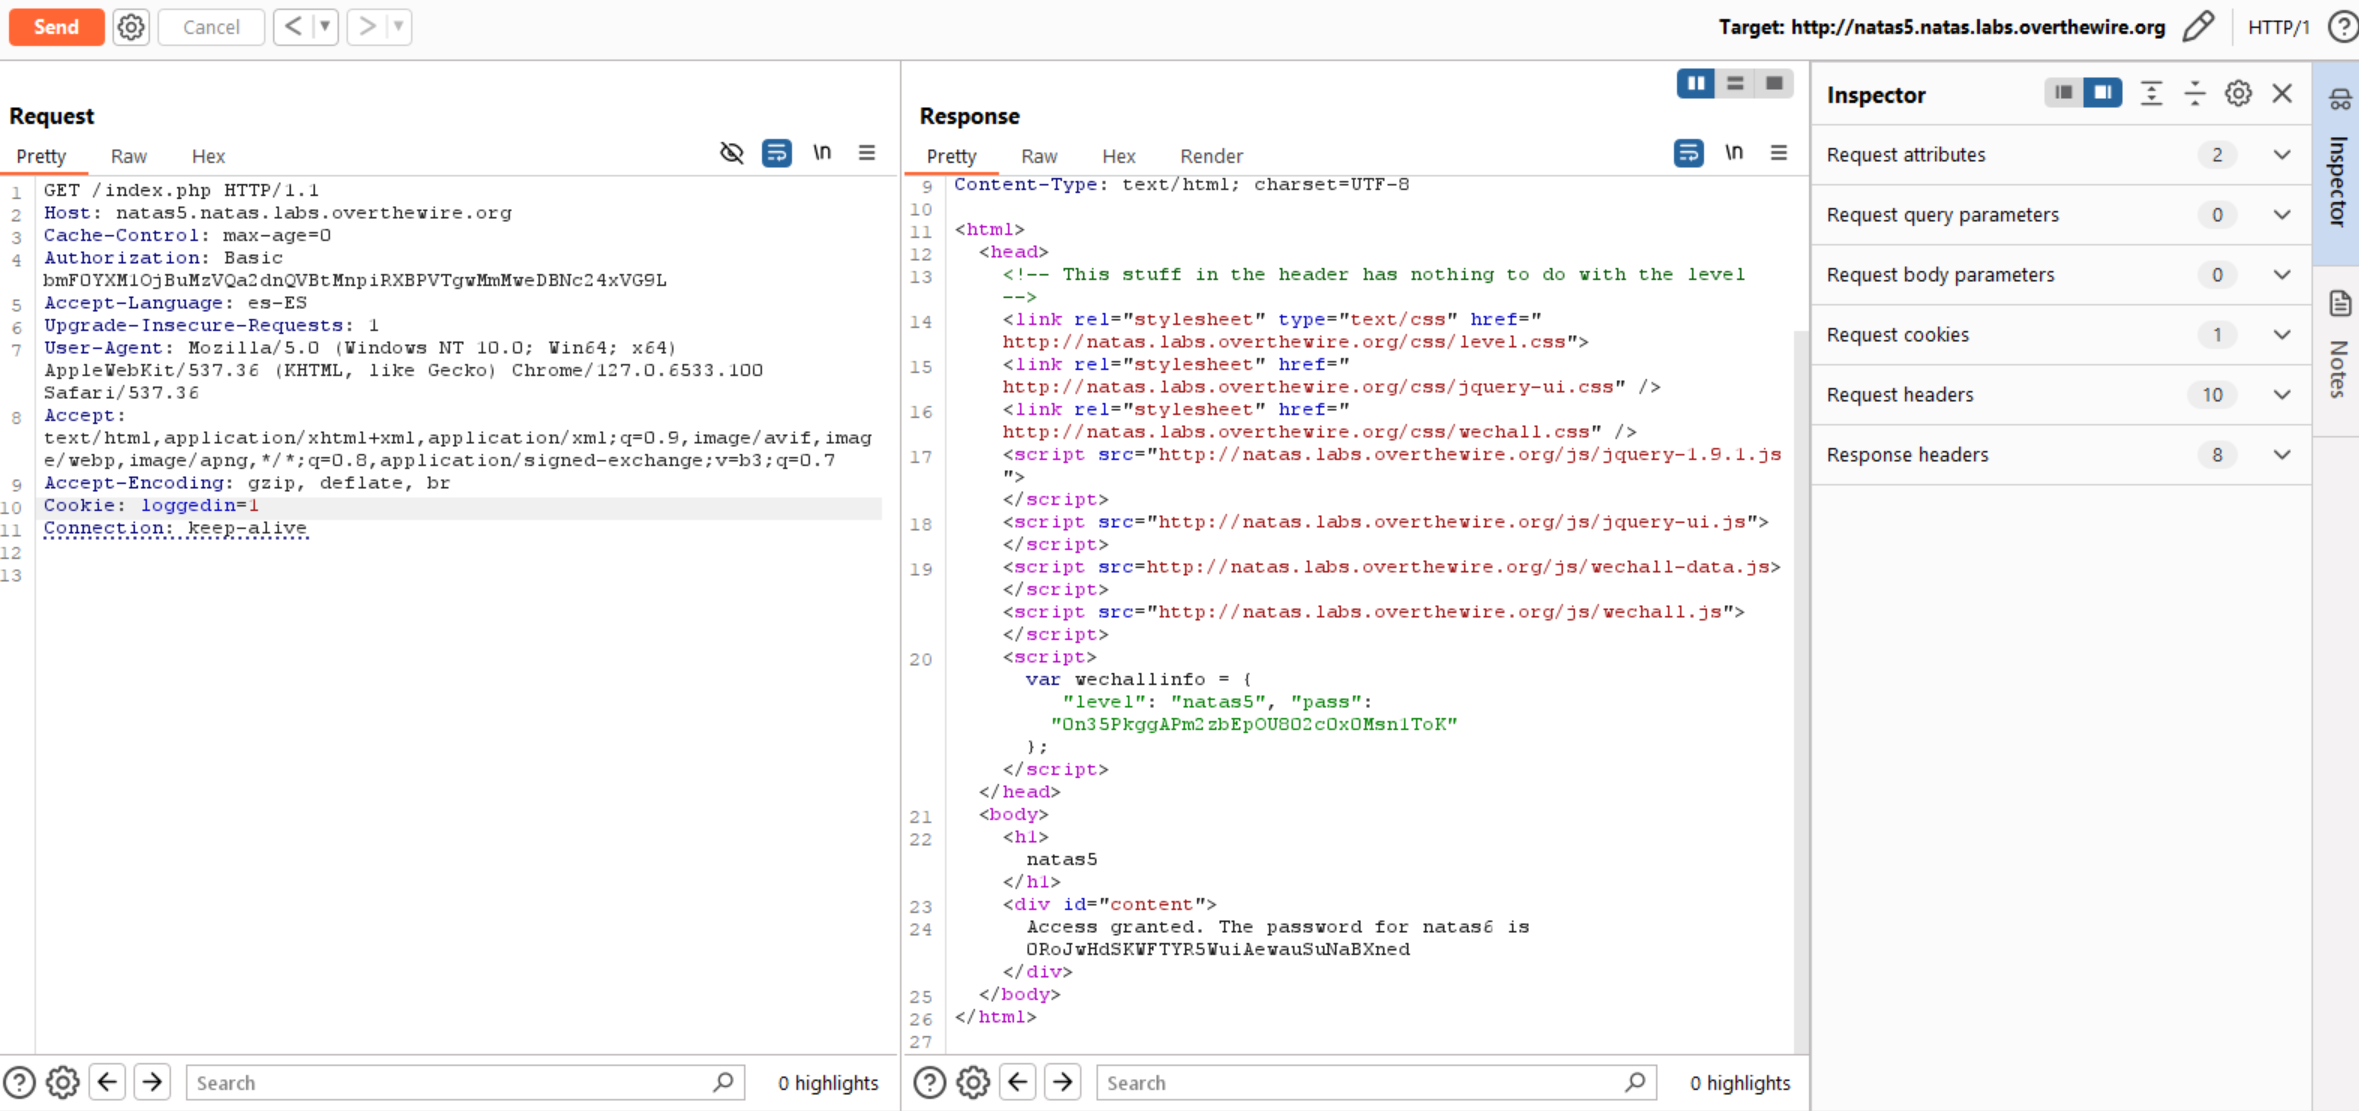 Send
Cancel
Target: http://natas5.natas.labs.overthewire.org
HTTP/1
Request
Pretty Raw Hex
\n
1 GET /index.php HTTP/1.1
2 Host: natas5.natas.labs.overthewire.org
3 Cache-Control: max-age=0
4 Authorization: Basic
bmF0YXM1OjBuMzVQa2dnQVBtMnpiRXBPVTgwMmMweDBNc24xVG9L
5 Accept-Language: es-ES
6 Upgrade-Insecure-Requests: 1
7 User-Agent: Mozilla/5.0 (Windows NT 10.0; Win64; x64)
AppleWebKit/537.36 (KHTML, like Gecko) Chrome/127.0.6533.100
Safari/537.36
8 Accept:
text/html,application/xhtml+xml,application/xml;q=0.9,image/avif,imag
e/webp,image/apng,*/*;q=0.8,application/signed-exchange;v=b3;q=0.7
9 Accept-Encoding: gzip, deflate, br
10 Cookie: loggedin=1
11 Connection: keep-alive
12
13
Search
0 highlights
Response
Pretty Raw Hex Render
\n
9 Content-Type: text/html; charset=UTF-8
10
11 <html>
12 <head>
13 <!-- This stuff in the header has nothing to do with the level
-->
14 <link rel="stylesheet" type="text/css" href="
http://natas.labs.overthewire.org/css/level.css">
15 <link rel="stylesheet" href="
http://natas.labs.overthewire.org/css/jquery-ui.css" />
16 <link rel="stylesheet" href="
http://natas.labs.overthewire.org/css/wechall.css" />
17 <script src="http://natas.labs.overthewire.org/js/jquery-1.9.1.js
">
</script>
18 <script src="http://natas.labs.overthewire.org/js/jquery-ui.js">
</script>
19 <script src=http://natas.labs.overthewire.org/js/wechall-data.js>
</script>
<script src="http://natas.labs.overthewire.org/js/wechall.js">
</script>
20 <script>
var wechallinfo = {
"level": "natas5", "pass":
"0n35PkggAPm2zbEpOU802c0x0Msn1ToK"
};
</script>
</head>
21 <body>
22 <h1>
natas5
</h1>
23 <div id="content">
24 Access granted. The password for natas6 is
0RoJwHdSKWFTYR5WuiAewauSuNaBXned
</div>
25 </body>
26 </html>
27
Search
0 highlights
Inspector
Request attributes 2
Request query parameters 0
Request body parameters 0
Request cookies 1
Request headers 10
Response headers 8
Inspector
Notes